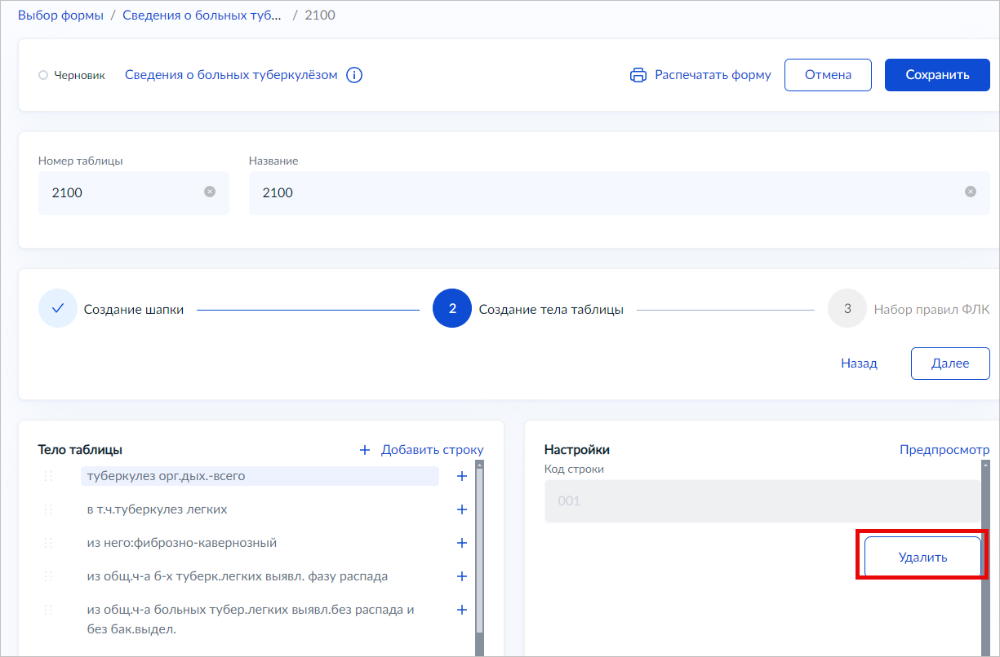 Выбор формы / Сведения о больных туб... / 2100
Черновик Сведения о больных туберкулёзом Распечатать форму Отмена Сохранить
Номер таблицы Название
2100 2100
Создание шапки 2 Создание тела таблицы 3 Набор правил ФЛК
Назад Далее
Тело таблицы + Добавить строку
туберкулез орг.дых.-всего +
в т.ч.туберкулез легких +
из него:фиброзно-кавернозный +
из общ.ч-а б-х туберк.легких выявл. фазу распада +
из общ.ч-а больных тубер.легких выявл.без распада и +
без бак.выдел.
Настройки Предпросмотр
Код строки
001
Удалить